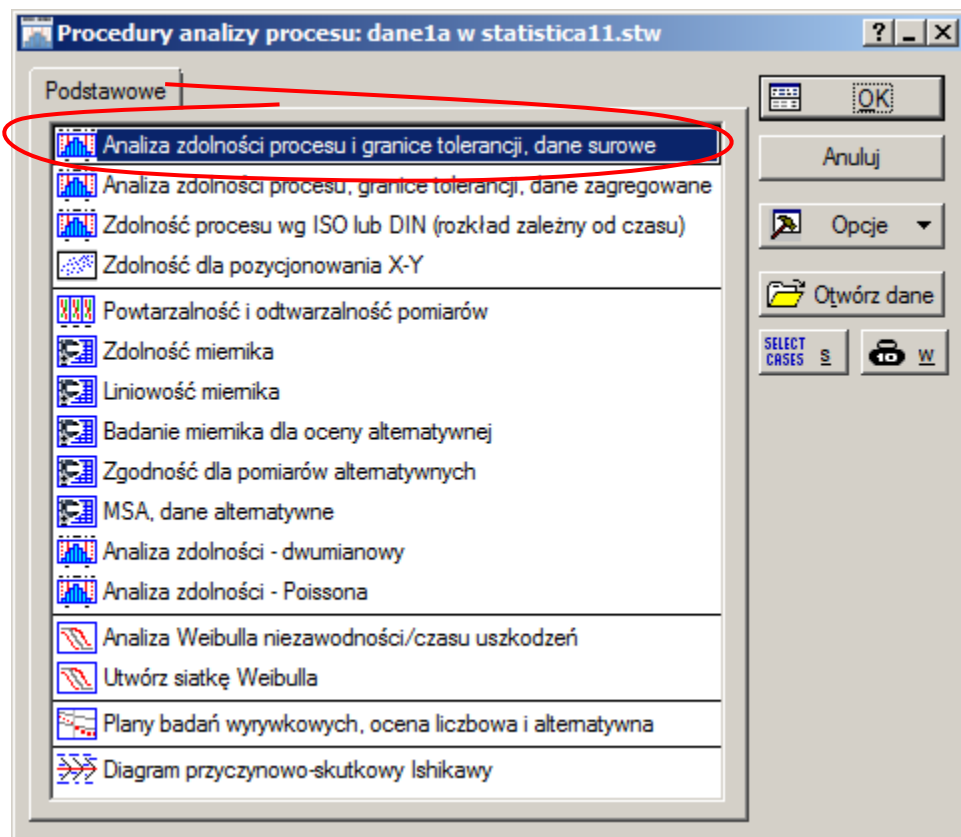 Procedury analizy procesu: dane1a w statistica11.stw
Podstawowe
Analiza zdolności procesu i granice tolerancji, dane surowe
Analiza zdolności procesu, granice tolerancji, dane zagregowane
Zdolność procesu wg ISO lub DIN (rozkład zależny od czasu)
Zdolność dla pozycjonowania X-Y
Powtarzalność i odtwarzalność pomiarów
Zdolność miernika
Liniowość miernika
Badanie miernika dla oceny alternatywnej
Zgodność dla pomiarów alternatywnych
MSA, dane alternatywne
Analiza zdolności - dwumianowy
Analiza zdolności - Poissona
Analiza Weibulla niezawodności/czasu uszkodzeń
Utwórz siatkę Weibulla
Plany badań wyrywkowych, ocena liczbowa i alternatywna
Diagram przyczynowo-skutkowy Ishikawy
OK
Anuluj
Opcje
Otwórz dane
SELECT CASES S
10 w